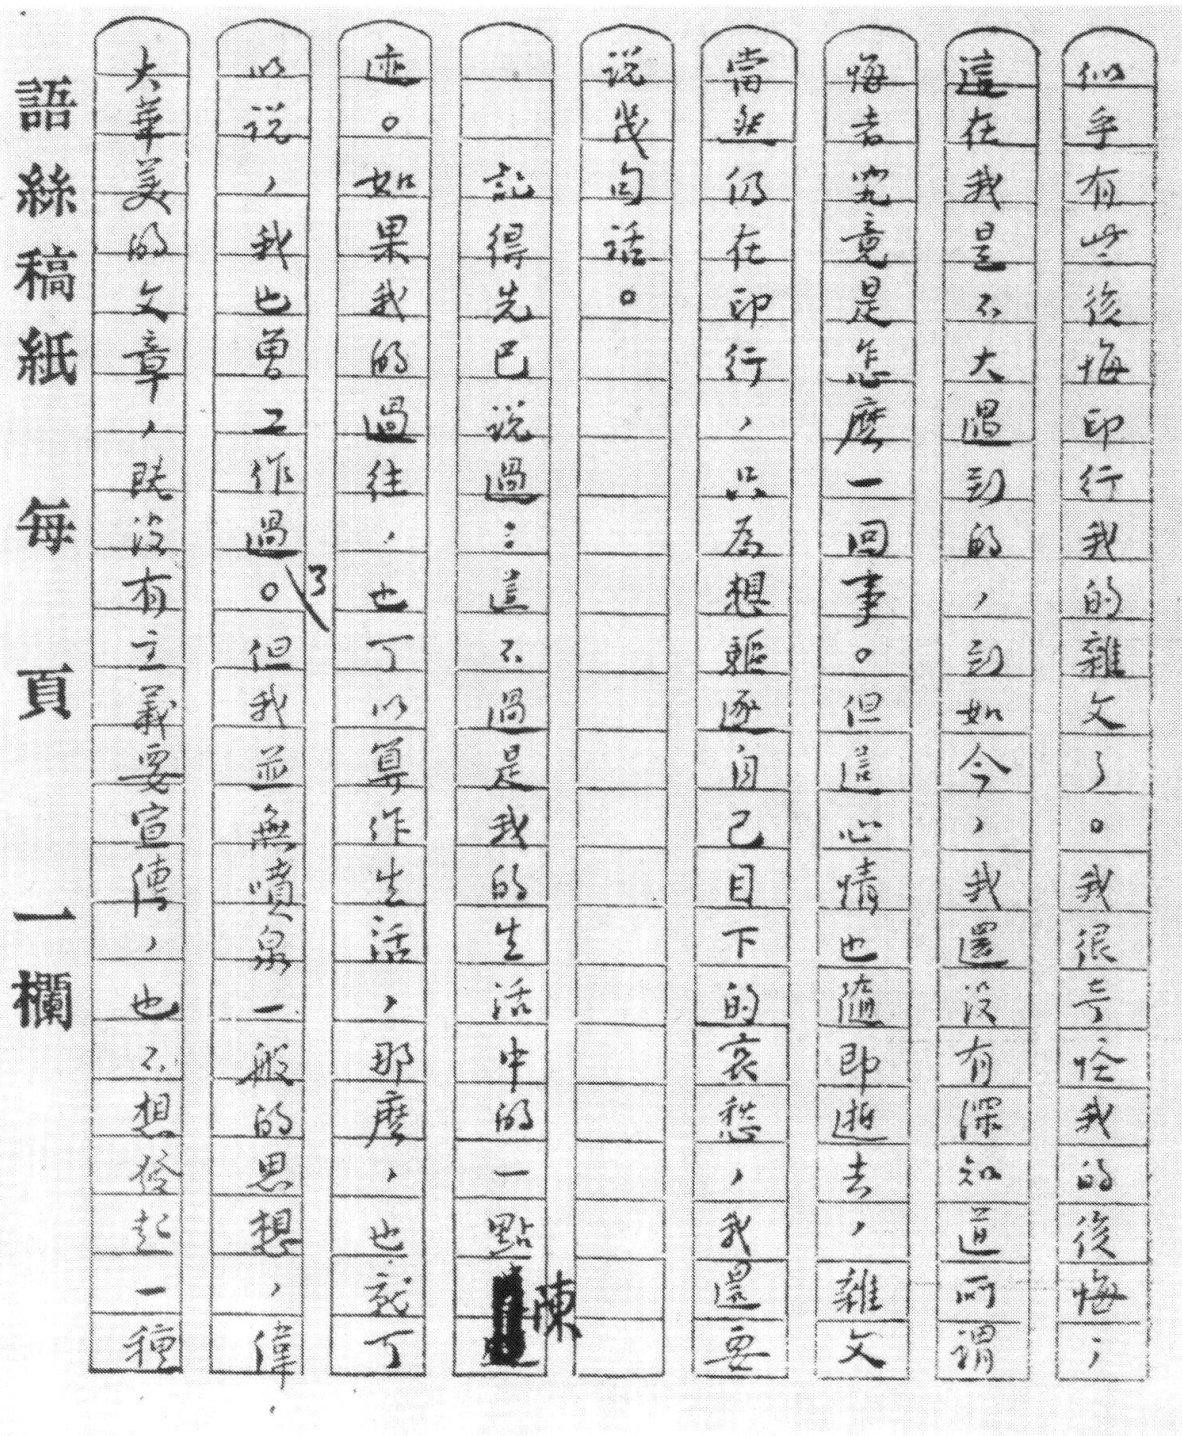 似乎有些後悔印行我的雜文了。我很奇怪我的後悔；
這在我是不大遇到的，到如今，我還没有深知道所謂
悔者究竟是怎麽一回事。但這心情也隨即逝去，雜文
當然仍在印行，只為想驅逐自己目下的哀愁，我還要
说幾句話。
記得先已说過：這不過是我的生活中的一點陳
迹。如果我的過往，也可以算作生活，那麽，也就可
以説，我也曾工作過了。但我並無噴泉一般的思想，偉
大華美的文章，既没有主義要宣傳，也不想發起一種
語絲稿紙 每頁一欄